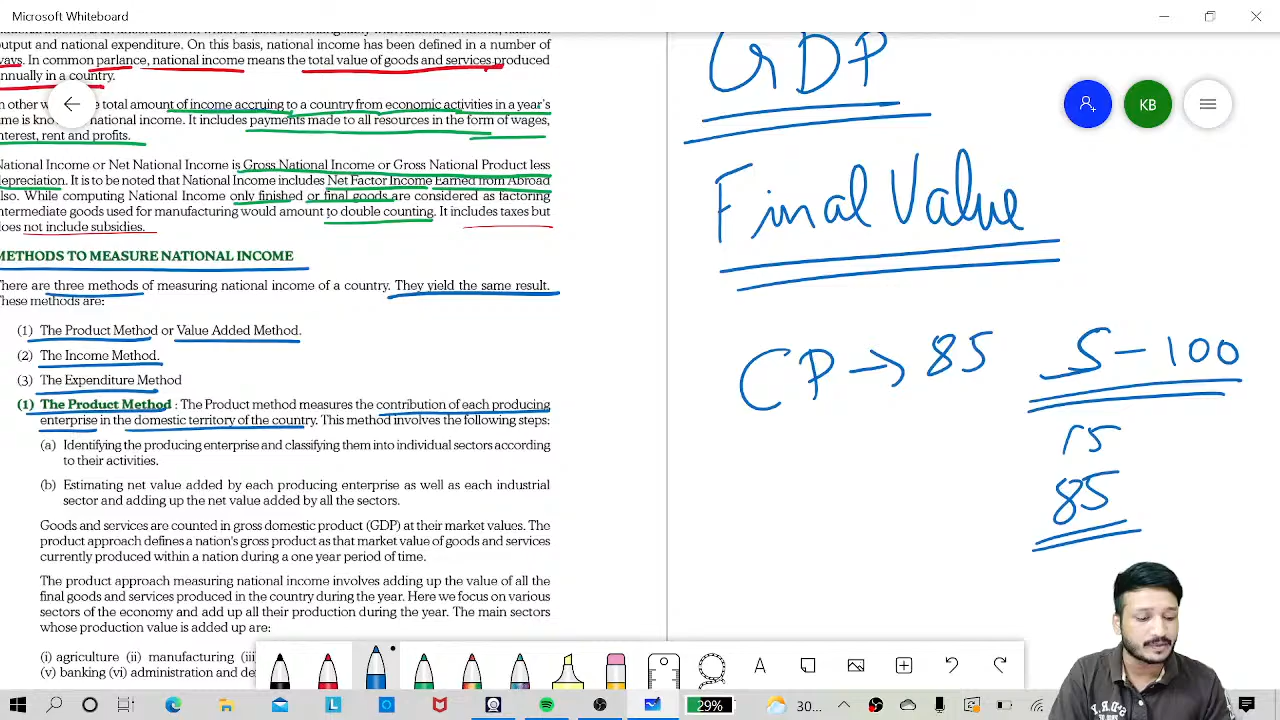 Microsoft Whiteboard
output and national expenditure. On this basis, national income has been defined in a number of
ways. In common parlance, national income means the total value of goods and services produced
annually in a country.
total amount of income accruing to a country from economic activities in a year's
time is known national income. It includes payments made to all resources in the form of wages,
interest, rent and profits.
National Income or Net National Income is Gross National Income or Gross National Product less
depreciation. It is to be noted that National Income includes Net Factor Income Earned from Abroad
also. While computing National Income only finished or final goods are considered as factoring
intermediate goods used for manufacturing would amount to double counting. It includes taxes but
does not include subsidies.
METHODS TO MEASURE NATIONAL INCOME
There are three methods of measuring national income of a country. They yield the same result.
These methods are:
(1) The Product Method or Value Added Method.
(2) The Income Method.
(3) The Expenditure Method
(1) The Product Method : The Product method measures the contribution of each producing
enterprise in the domestic territory of the country. This method involves the following steps:
(a) Identifying the producing enterprise and classifying them into individual sectors according
to their activities.
(b) Estimating net value added by each producing enterprise as well as each industrial
sector and adding up the net value added by all the sectors.
Goods and services are counted in gross domestic product (GDP) at their market values. The
product approach defines a nation's gross product as that market value of goods and services
currently produced within a nation during a one year period of time.
The product approach measuring national income involves adding up the value of all the
final goods and services produced in the country during the year. Here we focus on various
sectors of the economy and add up all their production during the year. The main sectors
whose production value is added up are:
(i) agriculture (ii) manufacturing (iii
(v) banking (vi) administration and de
GDP
Final Value
CP → 85
S - 100
15
85
KB
A
29%
30...